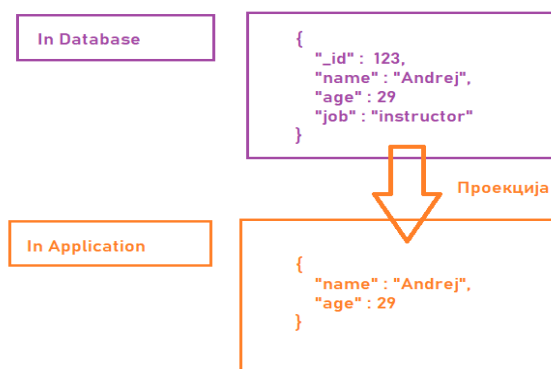 In Database
{
"_id" : 123,
"name" : "Andrej",
"age" : 29
"job" : "instructor"
}
Проекција
In Application
{
"name" : "Andrej",
"age" : 29
}